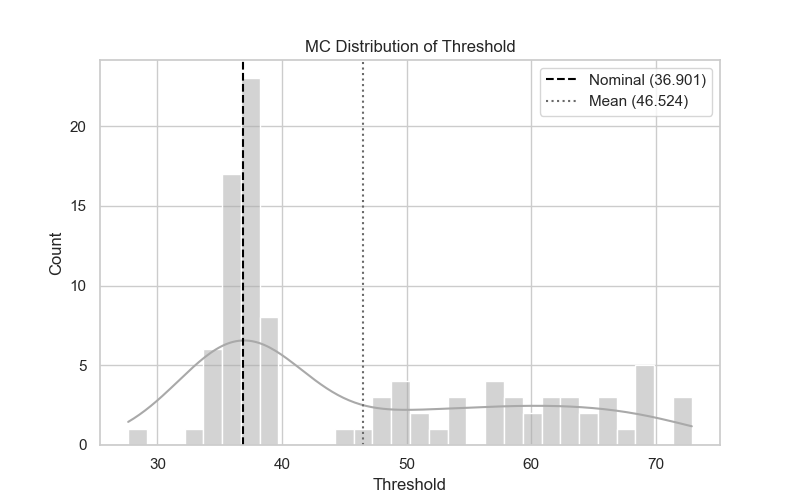 MC Distribution of Threshold
Nominal (36.901)
Mean (46.524)
Count
20
15
10
5
0
30 40 50 60 70
Threshold